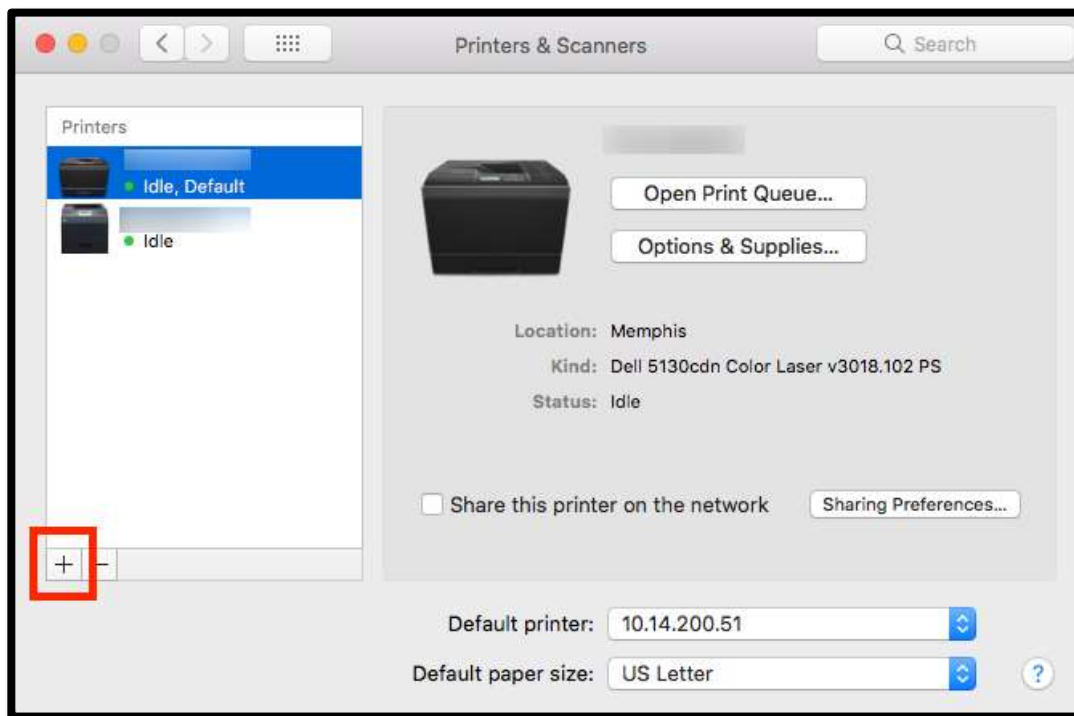 Printers & Scanners
Search
Printers
Idle, Default
Idle
Open Print Queue...
Options & Supplies...
Location: Memphis
Kind: Dell 5130cdn Color Laser v3018.102 PS
Status: Idle
Share this printer on the network
Sharing Preferences...
+ −
Default printer: 10.14.200.51
Default paper size: US Letter
?